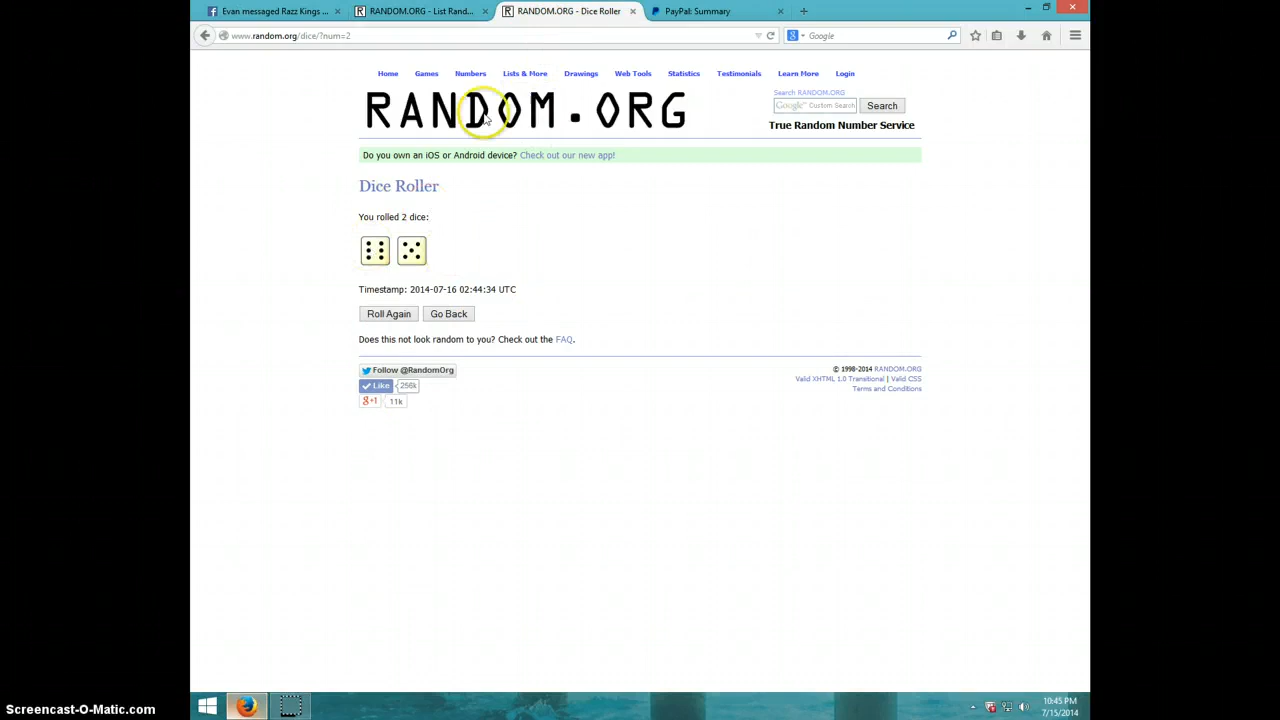 Evan messaged Razz Kings ...
RANDOM.ORG - List Rand...
RANDOM.ORG - Dice Roller
PayPal: Summary
www.random.org/dice/?num=2
Google
Home
Games
Numbers
Lists & More
Drawings
Web Tools
Statistics
Testimonials
Learn More
Login
RANDOM.ORG
Search RANDOM.ORG
Google™ Custom Search
Search
True Random Number Service
Do you own an iOS or Android device? Check out our new app!
Dice Roller
You rolled 2 dice:
Timestamp: 2014-07-16 02:44:34 UTC
Roll Again
Go Back
Does this not look random to you? Check out the FAQ.
Follow @RandomOrg
Like 256k
g+1 11k
© 1998-2014 RANDOM.ORG
Valid XHTML 1.0 Transitional | Valid CSS
Terms and Conditions
10:45 PM
7/15/2014
Screencast-O-Matic.com